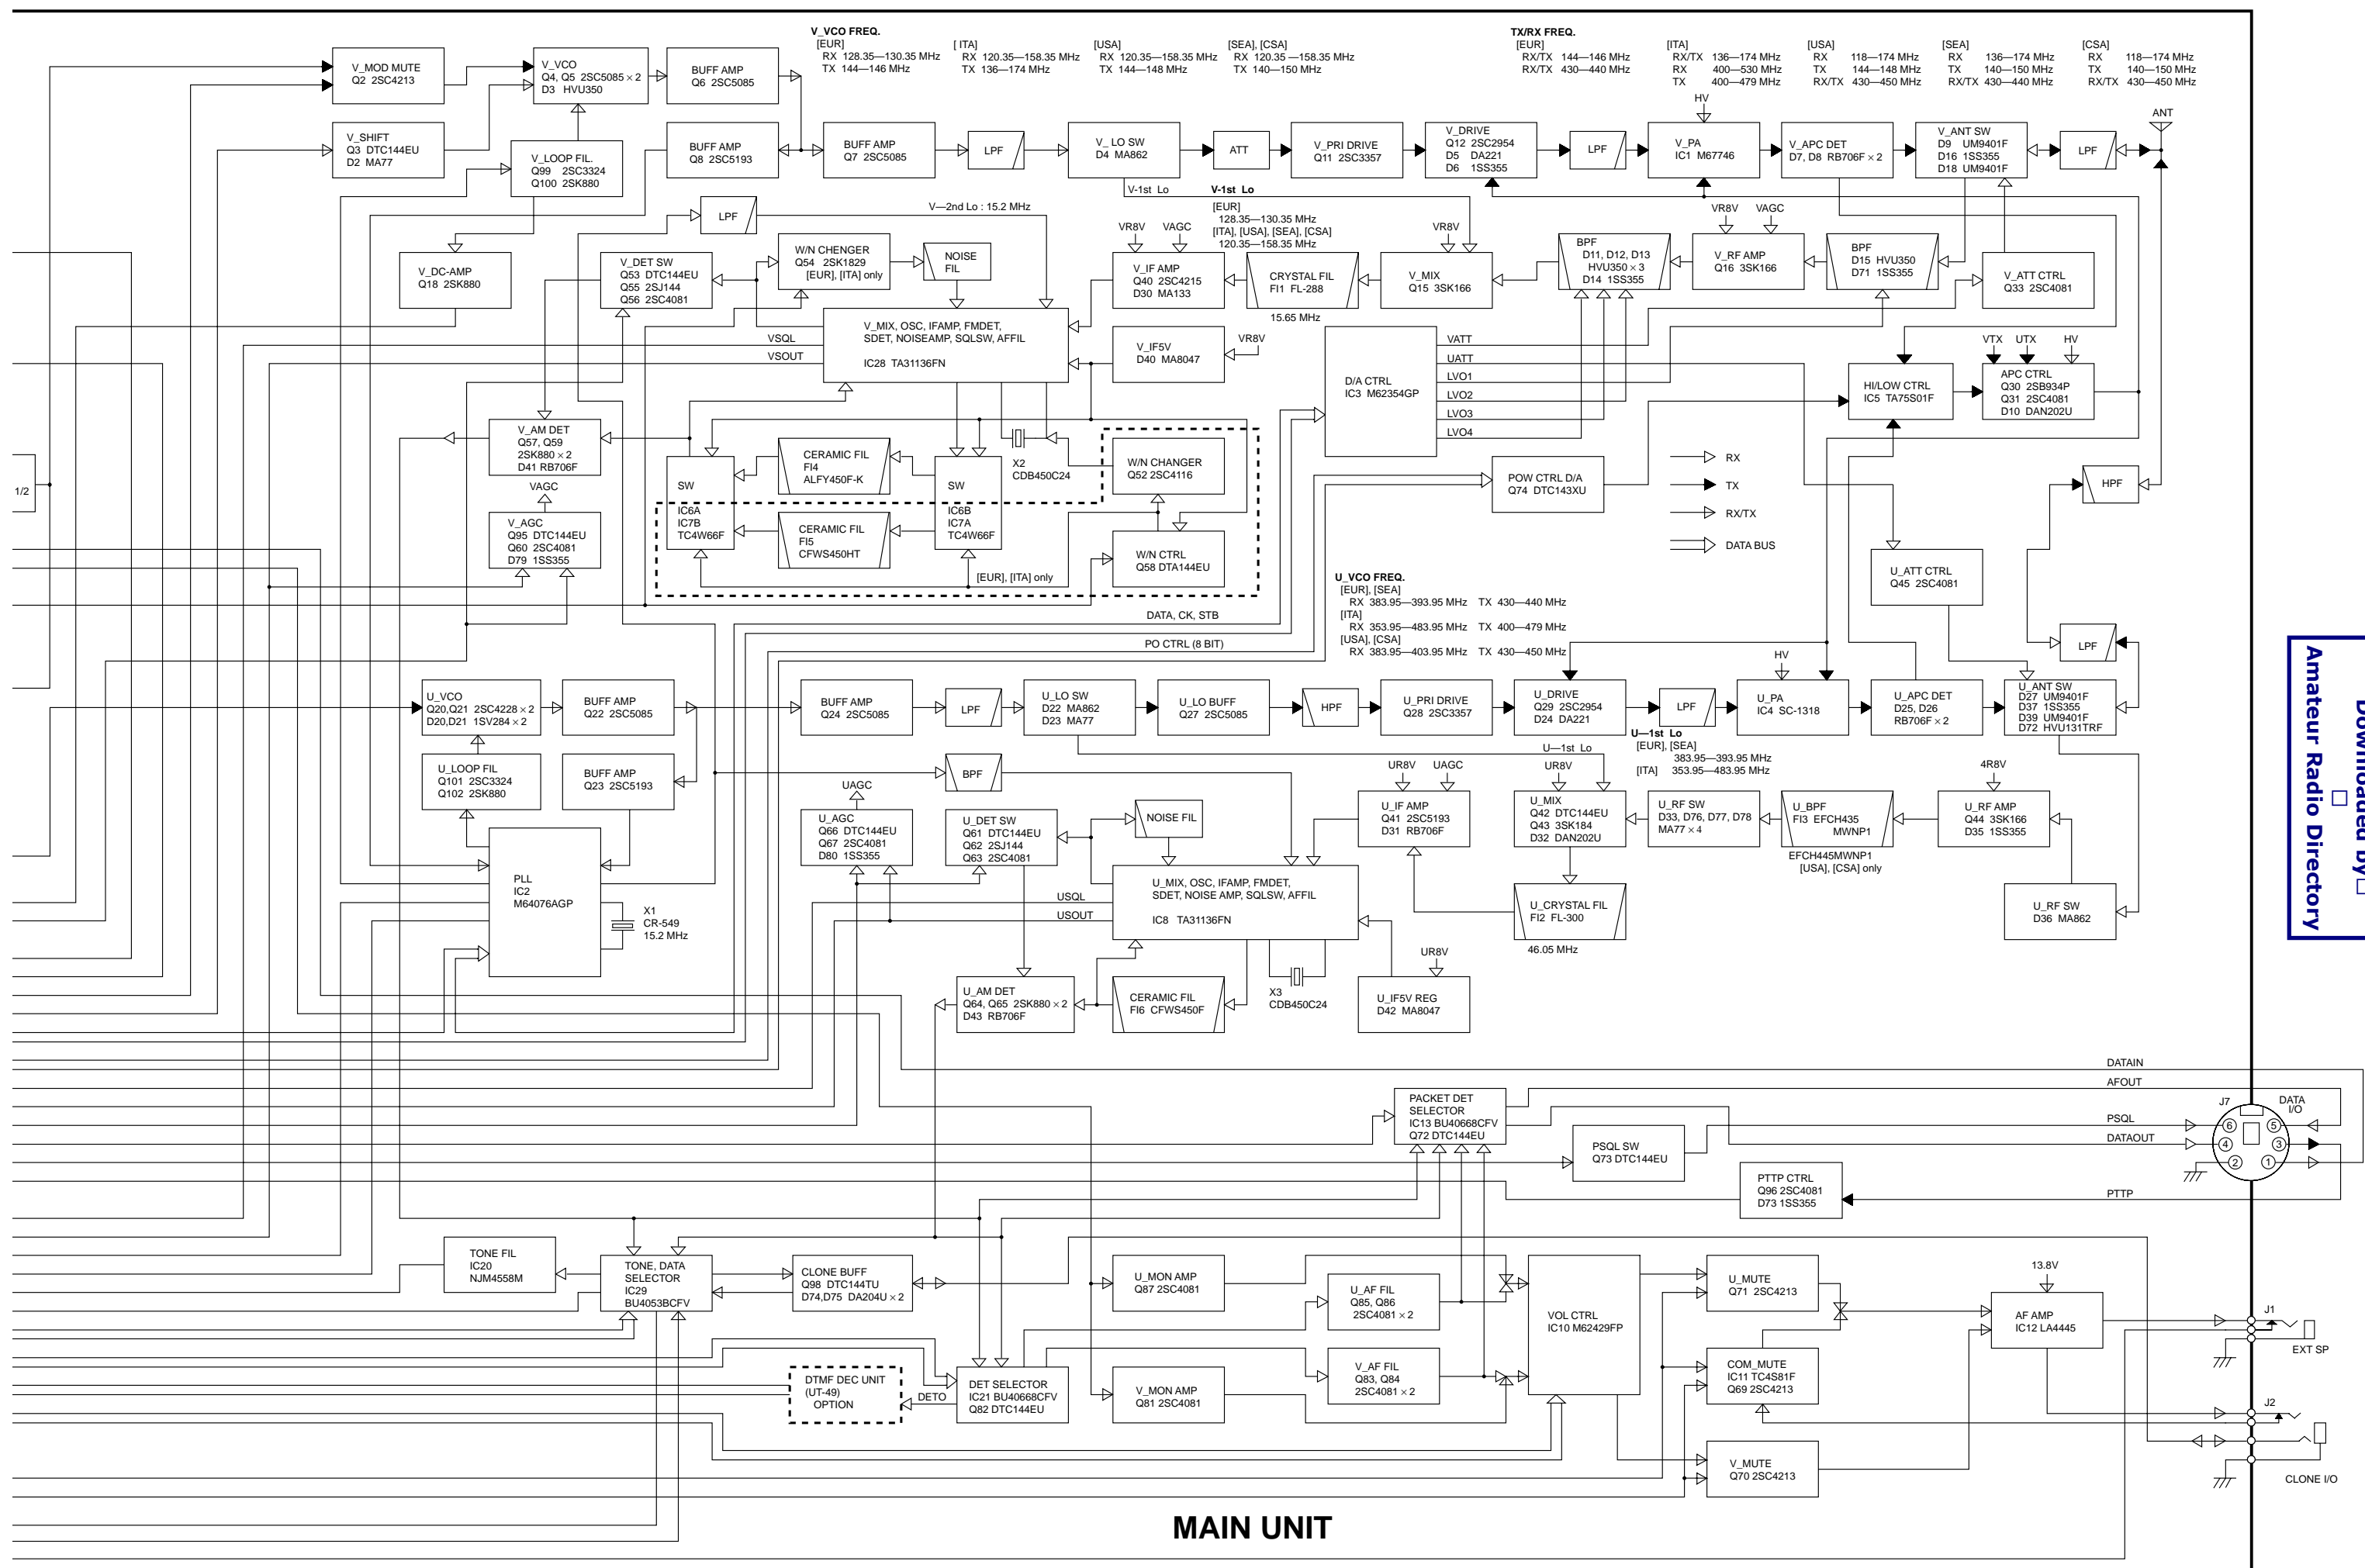 V_VCO FREQ.
[EUR]
RX 128.35—130.35 MHz
TX 144—146 MHz
[ ITA]
RX 120.35—158.35 MHz
TX 136—174 MHz
[USA]
RX 120.35—158.35 MHz
TX 144—148 MHz
[SEA], [CSA]
RX 120.35 —158.35 MHz
TX 140—150 MHz
TX/RX FREQ.
[EUR]
RX/TX 144—146 MHz
RX/TX 430—440 MHz
[ITA]
RX/TX 136—174 MHz
RX 400—530 MHz
TX 400—479 MHz
[USA]
RX 118—174 MHz
TX 144—148 MHz
RX/TX 430—450 MHz
[SEA]
RX 136—174 MHz
TX 140—150 MHz
RX/TX 430—440 MHz
[CSA]
RX 118—174 MHz
TX 140—150 MHz
RX/TX 430—450 MHz
V_MOD MUTE
Q2 2SC4213
V_VCO
Q4, Q5 2SC5085 × 2
D3 HVU350
BUFF AMP
Q6 2SC5085
HV
ANT
V_SHIFT
Q3 DTC144EU
D2 MA77
V_LOOP FIL.
Q99 2SC3324
Q100 2SK880
BUFF AMP
Q8 2SC5193
BUFF AMP
Q7 2SC5085
LPF
V_ LO SW
D4 MA862
ATT
V_PRI DRIVE
Q11 2SC3357
V_DRIVE
Q12 2SC2954
D5 DA221
D6 1SS355
LPF
V_PA
IC1 M67746
V_APC DET
D7, D8 RB706F × 2
V_ANT SW
D9 UM9401F
D16 1SS355
D18 UM9401F
LPF
V-1st Lo
V-1st Lo
[EUR]
128.35—130.35 MHz
[ITA], [USA], [SEA], [CSA]
120.35—158.35 MHz
LPF
V—2nd Lo : 15.2 MHz
V_DC-AMP
Q18 2SK880
V_DET SW
Q53 DTC144EU
Q55 2SJ144
Q56 2SC4081
W/N CHENGER
Q54 2SK1829
[EUR], [ITA] only
NOISE
FIL
VR8V
VAGC
V_IF AMP
Q40 2SC4215
D30 MA133
CRYSTAL FIL
FI1 FL-288
15.65 MHz
VR8V
V_MIX
Q15 3SK166
BPF
D11, D12, D13
HVU350 × 3
D14 1SS355
VR8V
VAGC
V_RF AMP
Q16 3SK166
BPF
D15 HVU350
D71 1SS355
V_ATT CTRL
Q33 2SC4081
V_MIX, OSC, IFAMP, FMDET,
SDET, NOISEAMP, SQLSW, AFFIL
IC28 TA31136FN
VSQL
VSOUT
V_IF5V
D40 MA8047
VR8V
D/A CTRL
IC3 M62354GP
VATT
UATT
LVO1
LVO2
LVO3
LVO4
HI/LOW CTRL
IC5 TA75S01F
VTX
UTX
HV
APC CTRL
Q30 2SB934P
Q31 2SC4081
D10 DAN202U
V_AM DET
Q57, Q59
2SK880 × 2
D41 RB706F
VAGC
V_AGC
Q95 DTC144EU
Q60 2SC4081
D79 1SS355
SW
IC6A
IC7B
TC4W66F
CERAMIC FIL
FI4
ALFY450F-K
CERAMIC FIL
FI5
CFWS450HT
SW
IC6B
IC7A
TC4W66F
X2
CDB450C24
W/N CHANGER
Q52 2SC4116
W/N CTRL
Q58 DTA144EU
[EUR], [ITA] only
POW CTRL D/A
Q74 DTC143XU
RX
TX
RX/TX
DATA BUS
HPF
1/2
U_ATT CTRL
Q45 2SC4081
LPF
U_VCO FREQ.
[EUR], [SEA]
RX 383.95—393.95 MHz TX 430—440 MHz
[ITA]
RX 353.95—483.95 MHz TX 400—479 MHz
[USA], [CSA]
RX 383.95—403.95 MHz TX 430—450 MHz
DATA, CK, STB
PO CTRL (8 BIT)
Downloaded by
Amateur Radio Directory
U_VCO
Q20,Q21 2SC4228 × 2
D20,D21 1SV284 × 2
BUFF AMP
Q22 2SC5085
BUFF AMP
Q24 2SC5085
LPF
U_LO SW
D22 MA862
D23 MA77
U_LO BUFF
Q27 2SC5085
HPF
U_PRI DRIVE
Q28 2SC3357
U_DRIVE
Q29 2SC2954
D24 DA221
LPF
HV
U_PA
IC4 SC-1318
U_APC DET
D25, D26
RB706F × 2
U_ANT SW
D27 UM9401F
D37 1SS355
D39 UM9401F
D72 HVU131TRF
U_LOOP FIL
Q101 2SC3324
Q102 2SK880
BUFF AMP
Q23 2SC5193
BPF
U—1st Lo
U—1st Lo
[EUR], [SEA]
383.95—393.95 MHz
[ITA] 353.95—483.95 MHz
UAGC
U_AGC
Q66 DTC144EU
Q67 2SC4081
D80 1SS355
U_DET SW
Q61 DTC144EU
Q62 2SJ144
Q63 2SC4081
NOISE FIL
UR8V
UAGC
U_IF AMP
Q41 2SC5193
D31 RB706F
UR8V
U_MIX
Q42 DTC144EU
Q43 3SK184
D32 DAN202U
U_RF SW
D33, D76, D77, D78
MA77 × 4
U_BPF
FI3 EFCH435
MWNP1
EFCH445MWNP1
[USA], [CSA] only
4R8V
U_RF AMP
Q44 3SK166
D35 1SS355
PLL
IC2
M64076AGP
X1
CR-549
15.2 MHz
U_MIX, OSC, IFAMP, FMDET,
SDET, NOISE AMP, SQLSW, AFFIL
IC8 TA31136FN
USQL
USOUT
U_CRYSTAL FIL
FI2 FL-300
46.05 MHz
U_RF SW
D36 MA862
U_AM DET
Q64, Q65 2SK880 × 2
D43 RB706F
CERAMIC FIL
FI6 CFWS450F
X3
CDB450C24
UR8V
U_IF5V REG
D42 MA8047
DATAIN
AFOUT
PSQL
DATAOUT
PTTP
J7
DATA
I/O
6
5
4
3
2
1
PACKET DET
SELECTOR
IC13 BU40668CFV
Q72 DTC144EU
PSQL SW
Q73 DTC144EU
PTTP CTRL
Q96 2SC4081
D73 1SS355
TONE FIL
IC20
NJM4558M
TONE, DATA
SELECTOR
IC29
BU4053BCFV
CLONE BUFF
Q98 DTC144TU
D74,D75 DA204U × 2
U_MON AMP
Q87 2SC4081
U_AF FIL
Q85, Q86
2SC4081 × 2
VOL CTRL
IC10 M62429FP
U_MUTE
Q71 2SC4213
13.8V
AF AMP
IC12 LA4445
J1
EXT SP
DTMF DEC UNIT
(UT-49)
OPTION
DETO
DET SELECTOR
IC21 BU40668CFV
Q82 DTC144EU
V_MON AMP
Q81 2SC4081
V_AF FIL
Q83, Q84
2SC4081 × 2
COM_MUTE
IC11 TC4S81F
Q69 2SC4213
J2
CLONE I/O
V_MUTE
Q70 2SC4213
MAIN UNIT